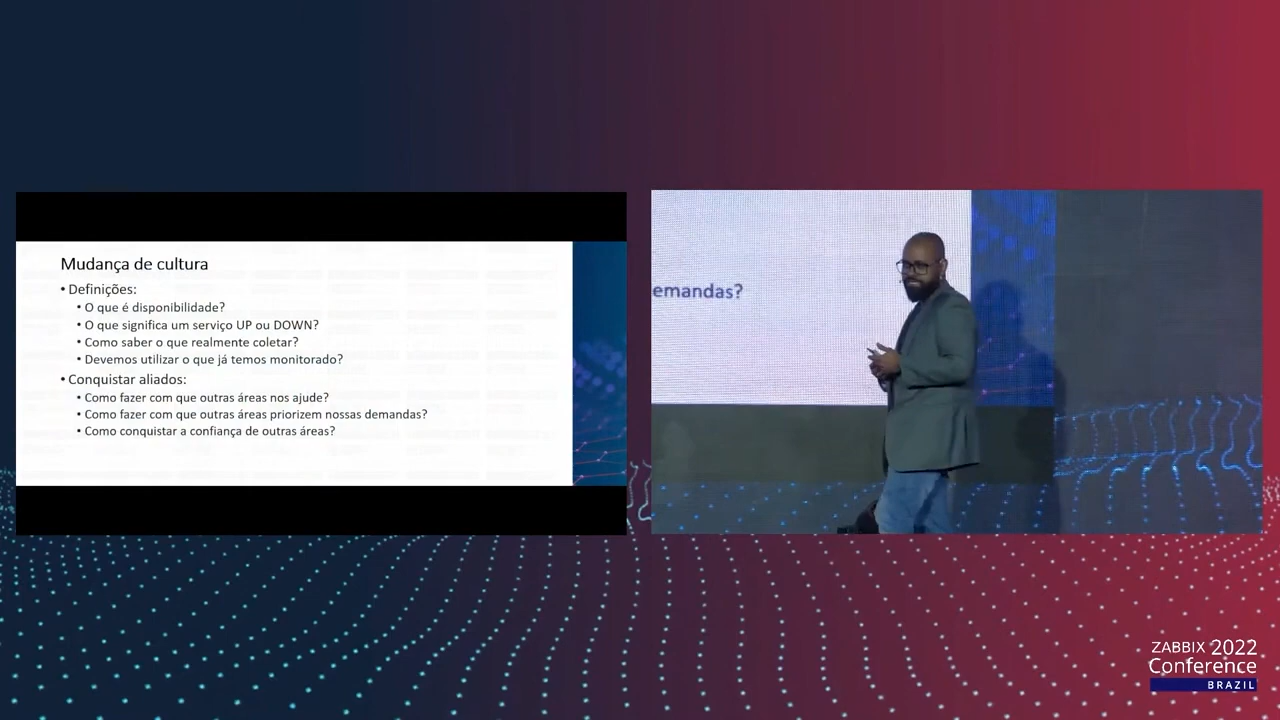 Mudança de cultura
• Definições:
• O que é disponibilidade?
• O que significa um serviço UP ou DOWN?
• Como saber o que realmente coletar?
• Devemos utilizar o que já temos monitorado?
• Conquistar aliados:
• Como fazer com que outras áreas nos ajude?
• Como fazer com que outras áreas priorizem nossas demandas?
• Como conquistar a confiança de outras áreas?
emandas?
ZABBIX 2022
Conference
BRAZIL